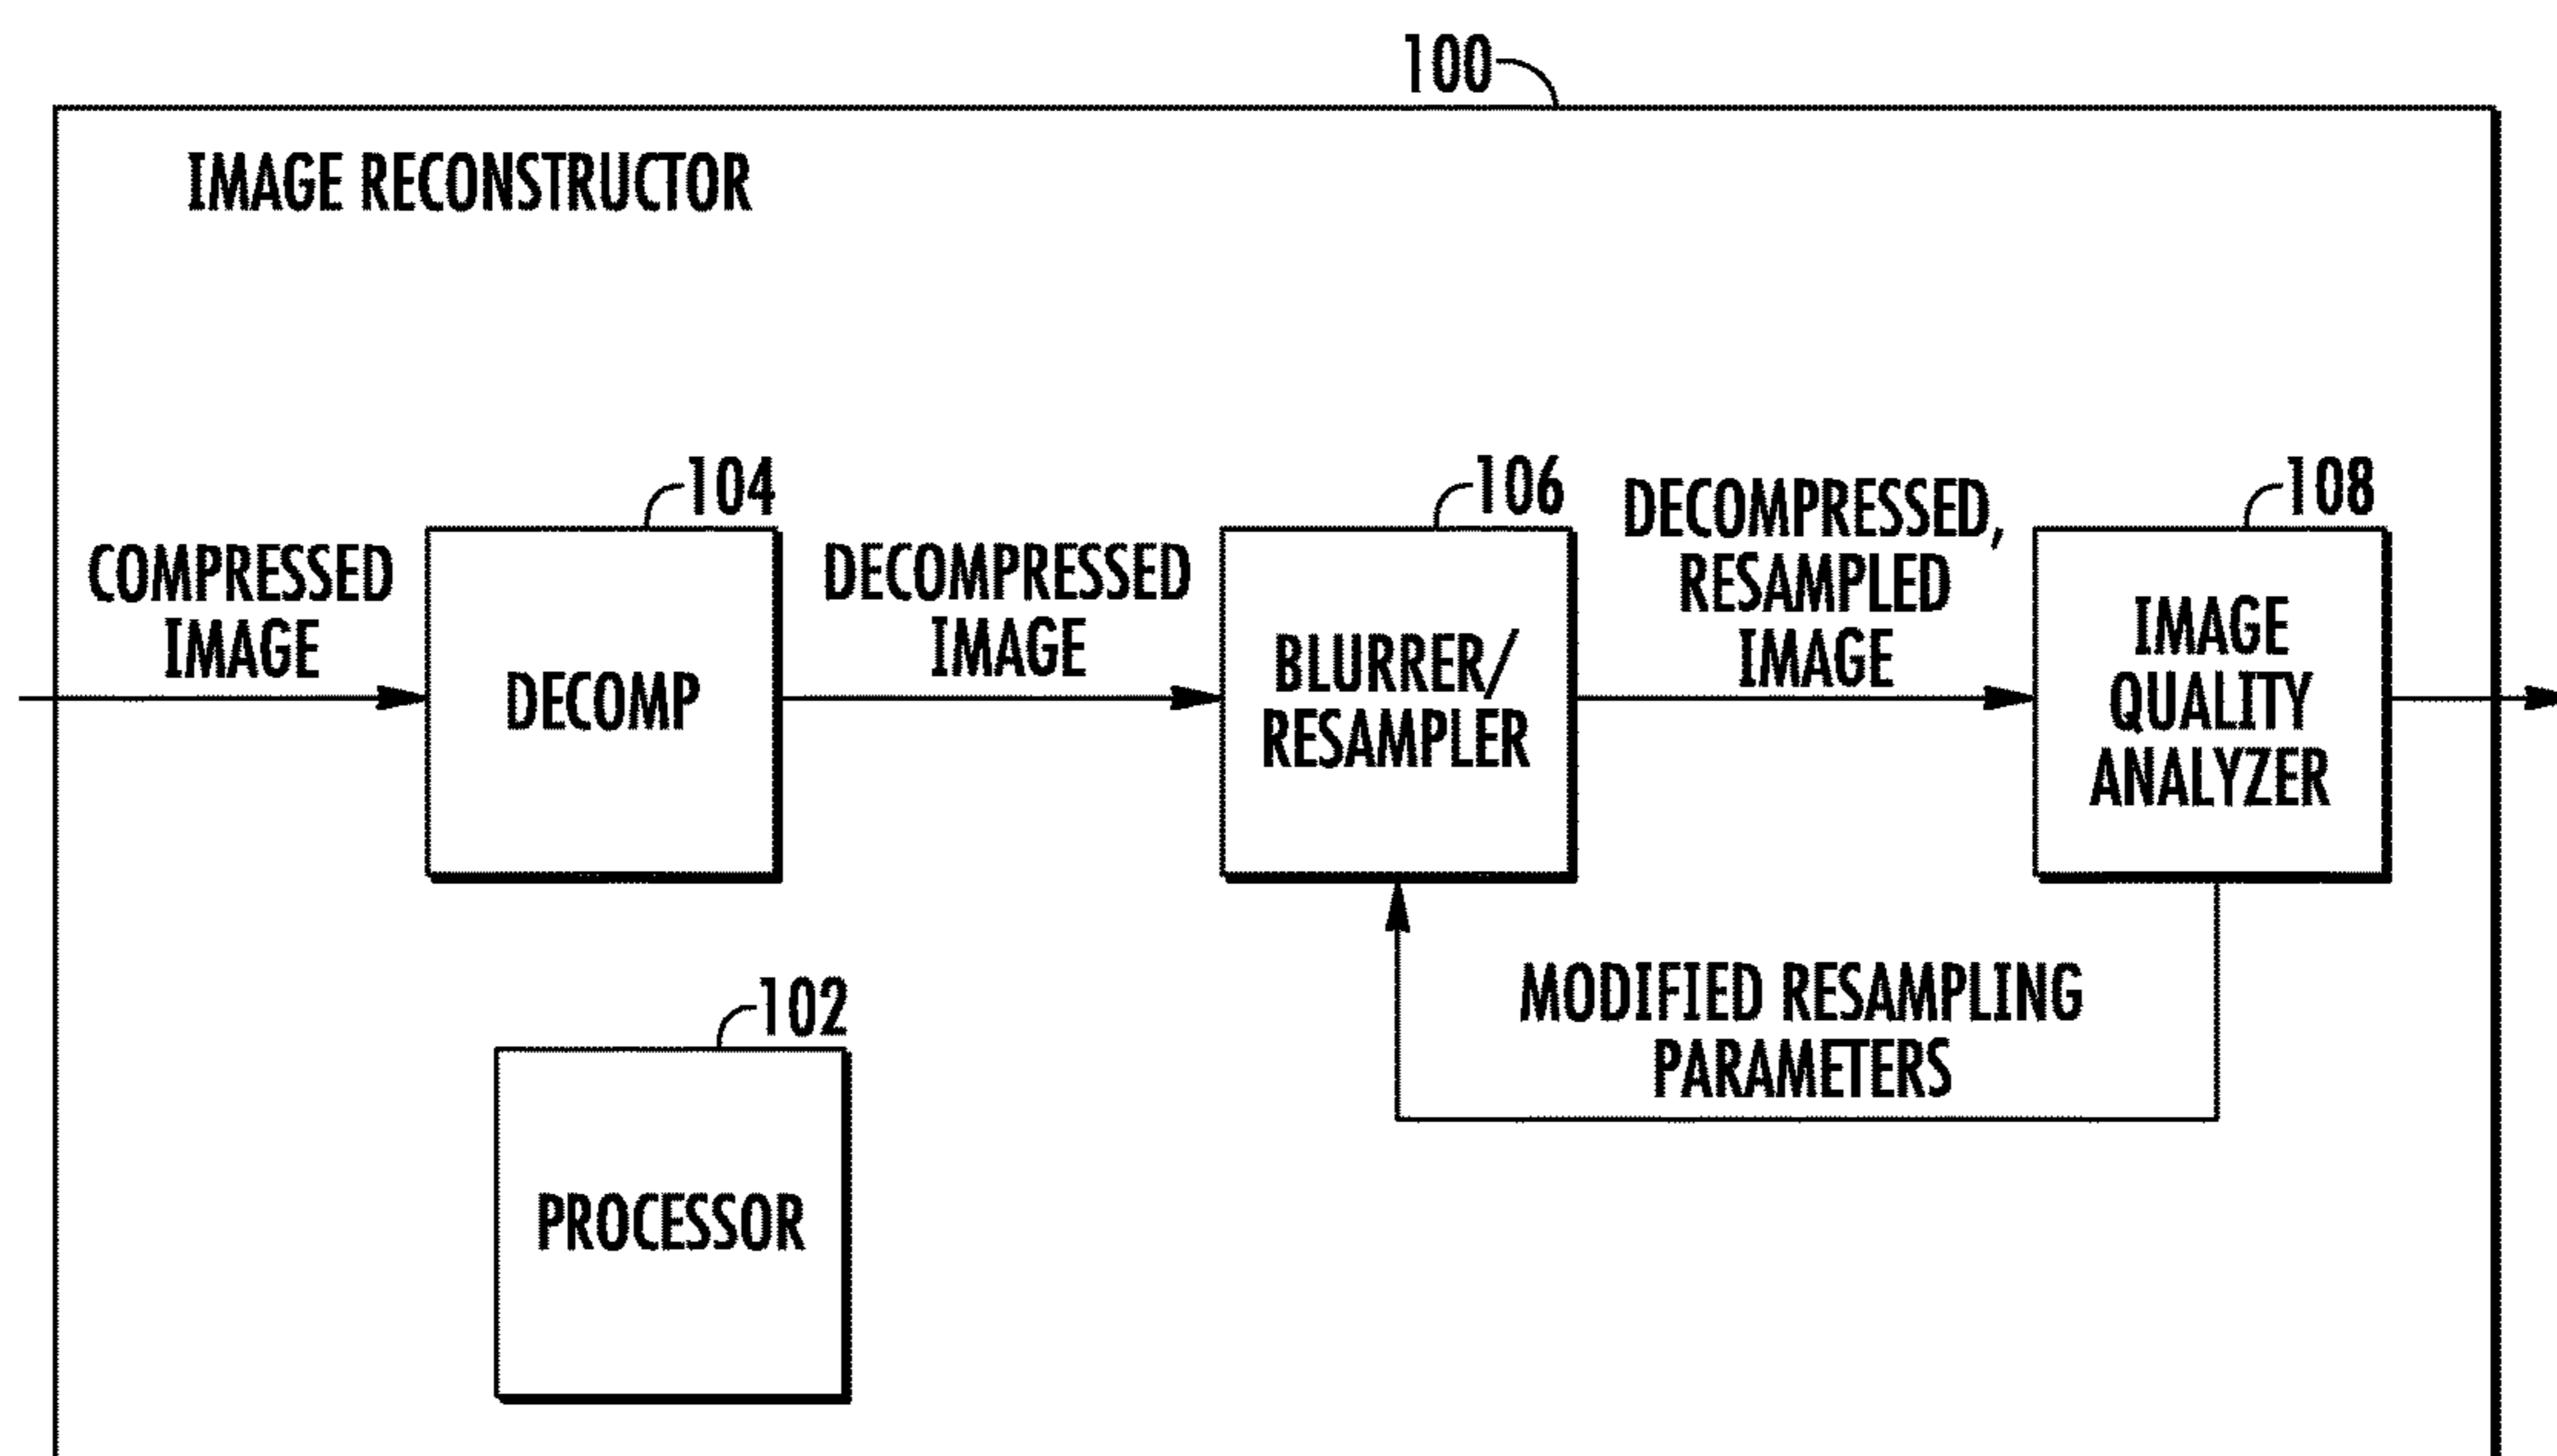 100
IMAGE RECONSTRUCTOR
104
106
108
COMPRESSED
IMAGE
DECOMP
DECOMPRESSED
IMAGE
BLURRER/
RESAMPLER
DECOMPRESSED,
RESAMPLED
IMAGE
IMAGE
QUALITY
ANALYZER
MODIFIED RESAMPLING
PARAMETERS
102
PROCESSOR